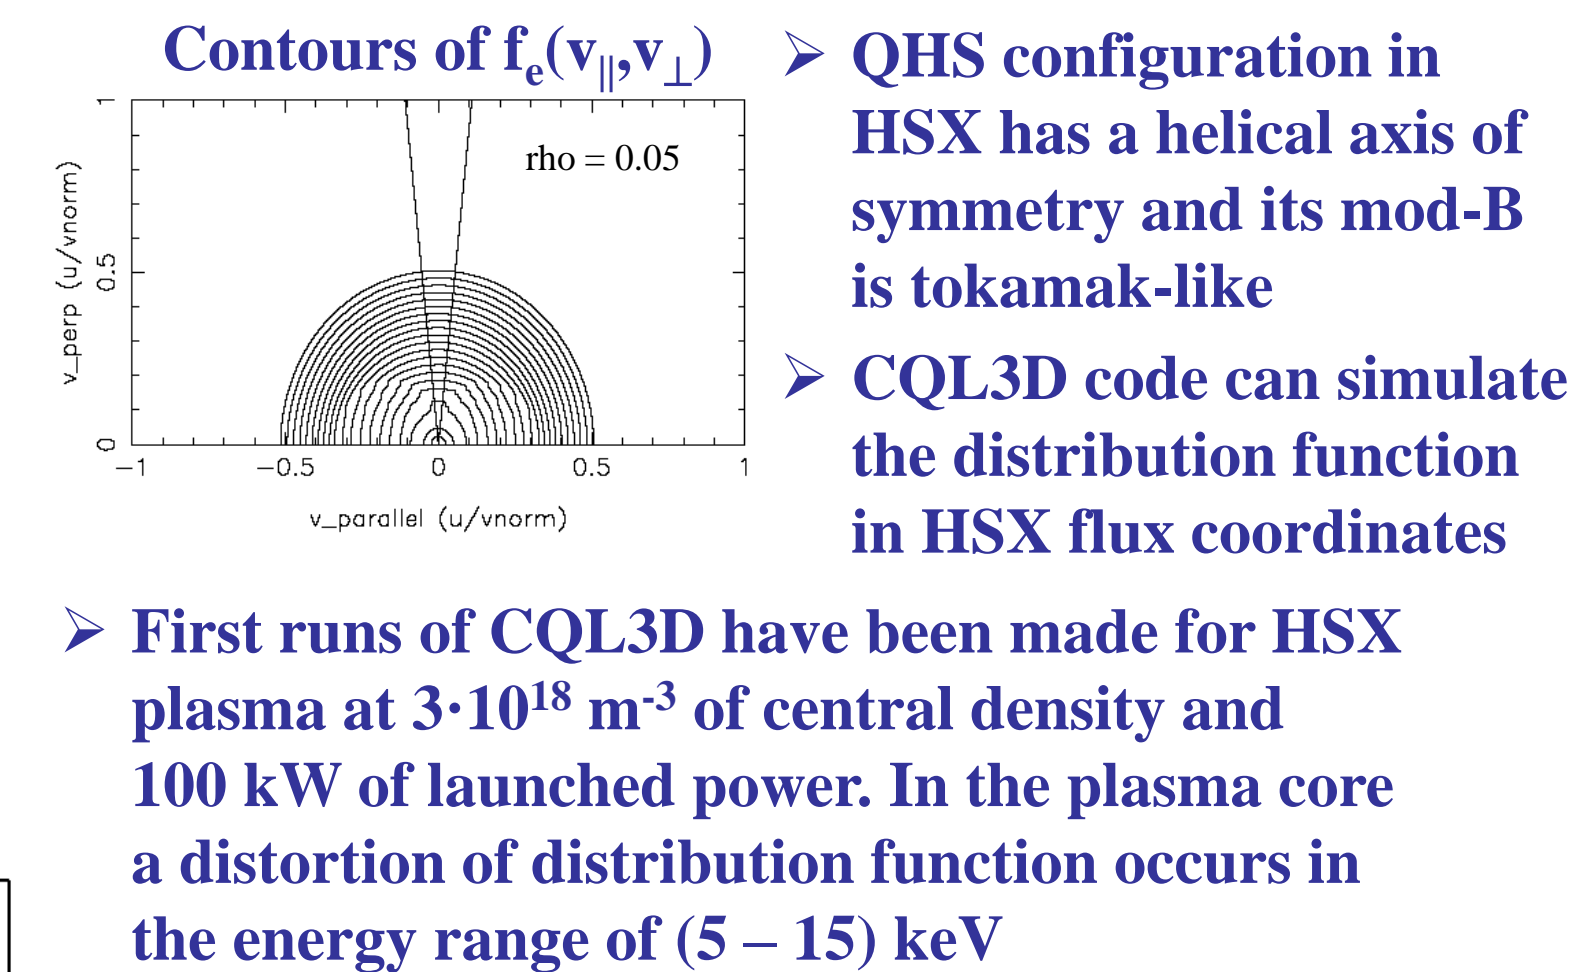 Contours of fₑ(v||,v⊥)
rho = 0.05
v_perp (u/vnorm)
1
0.5
0
−1
−0.5
0
0.5
1
v_parallel (u/vnorm)
➢ QHS configuration in
HSX has a helical axis of
symmetry and its mod-B
is tokamak-like
➢ CQL3D code can simulate
the distribution function
in HSX flux coordinates
➢ First runs of CQL3D have been made for HSX
plasma at 3·10¹⁸ m⁻³ of central density and
100 kW of launched power. In the plasma core
a distortion of distribution function occurs in
the energy range of (5 – 15) keV